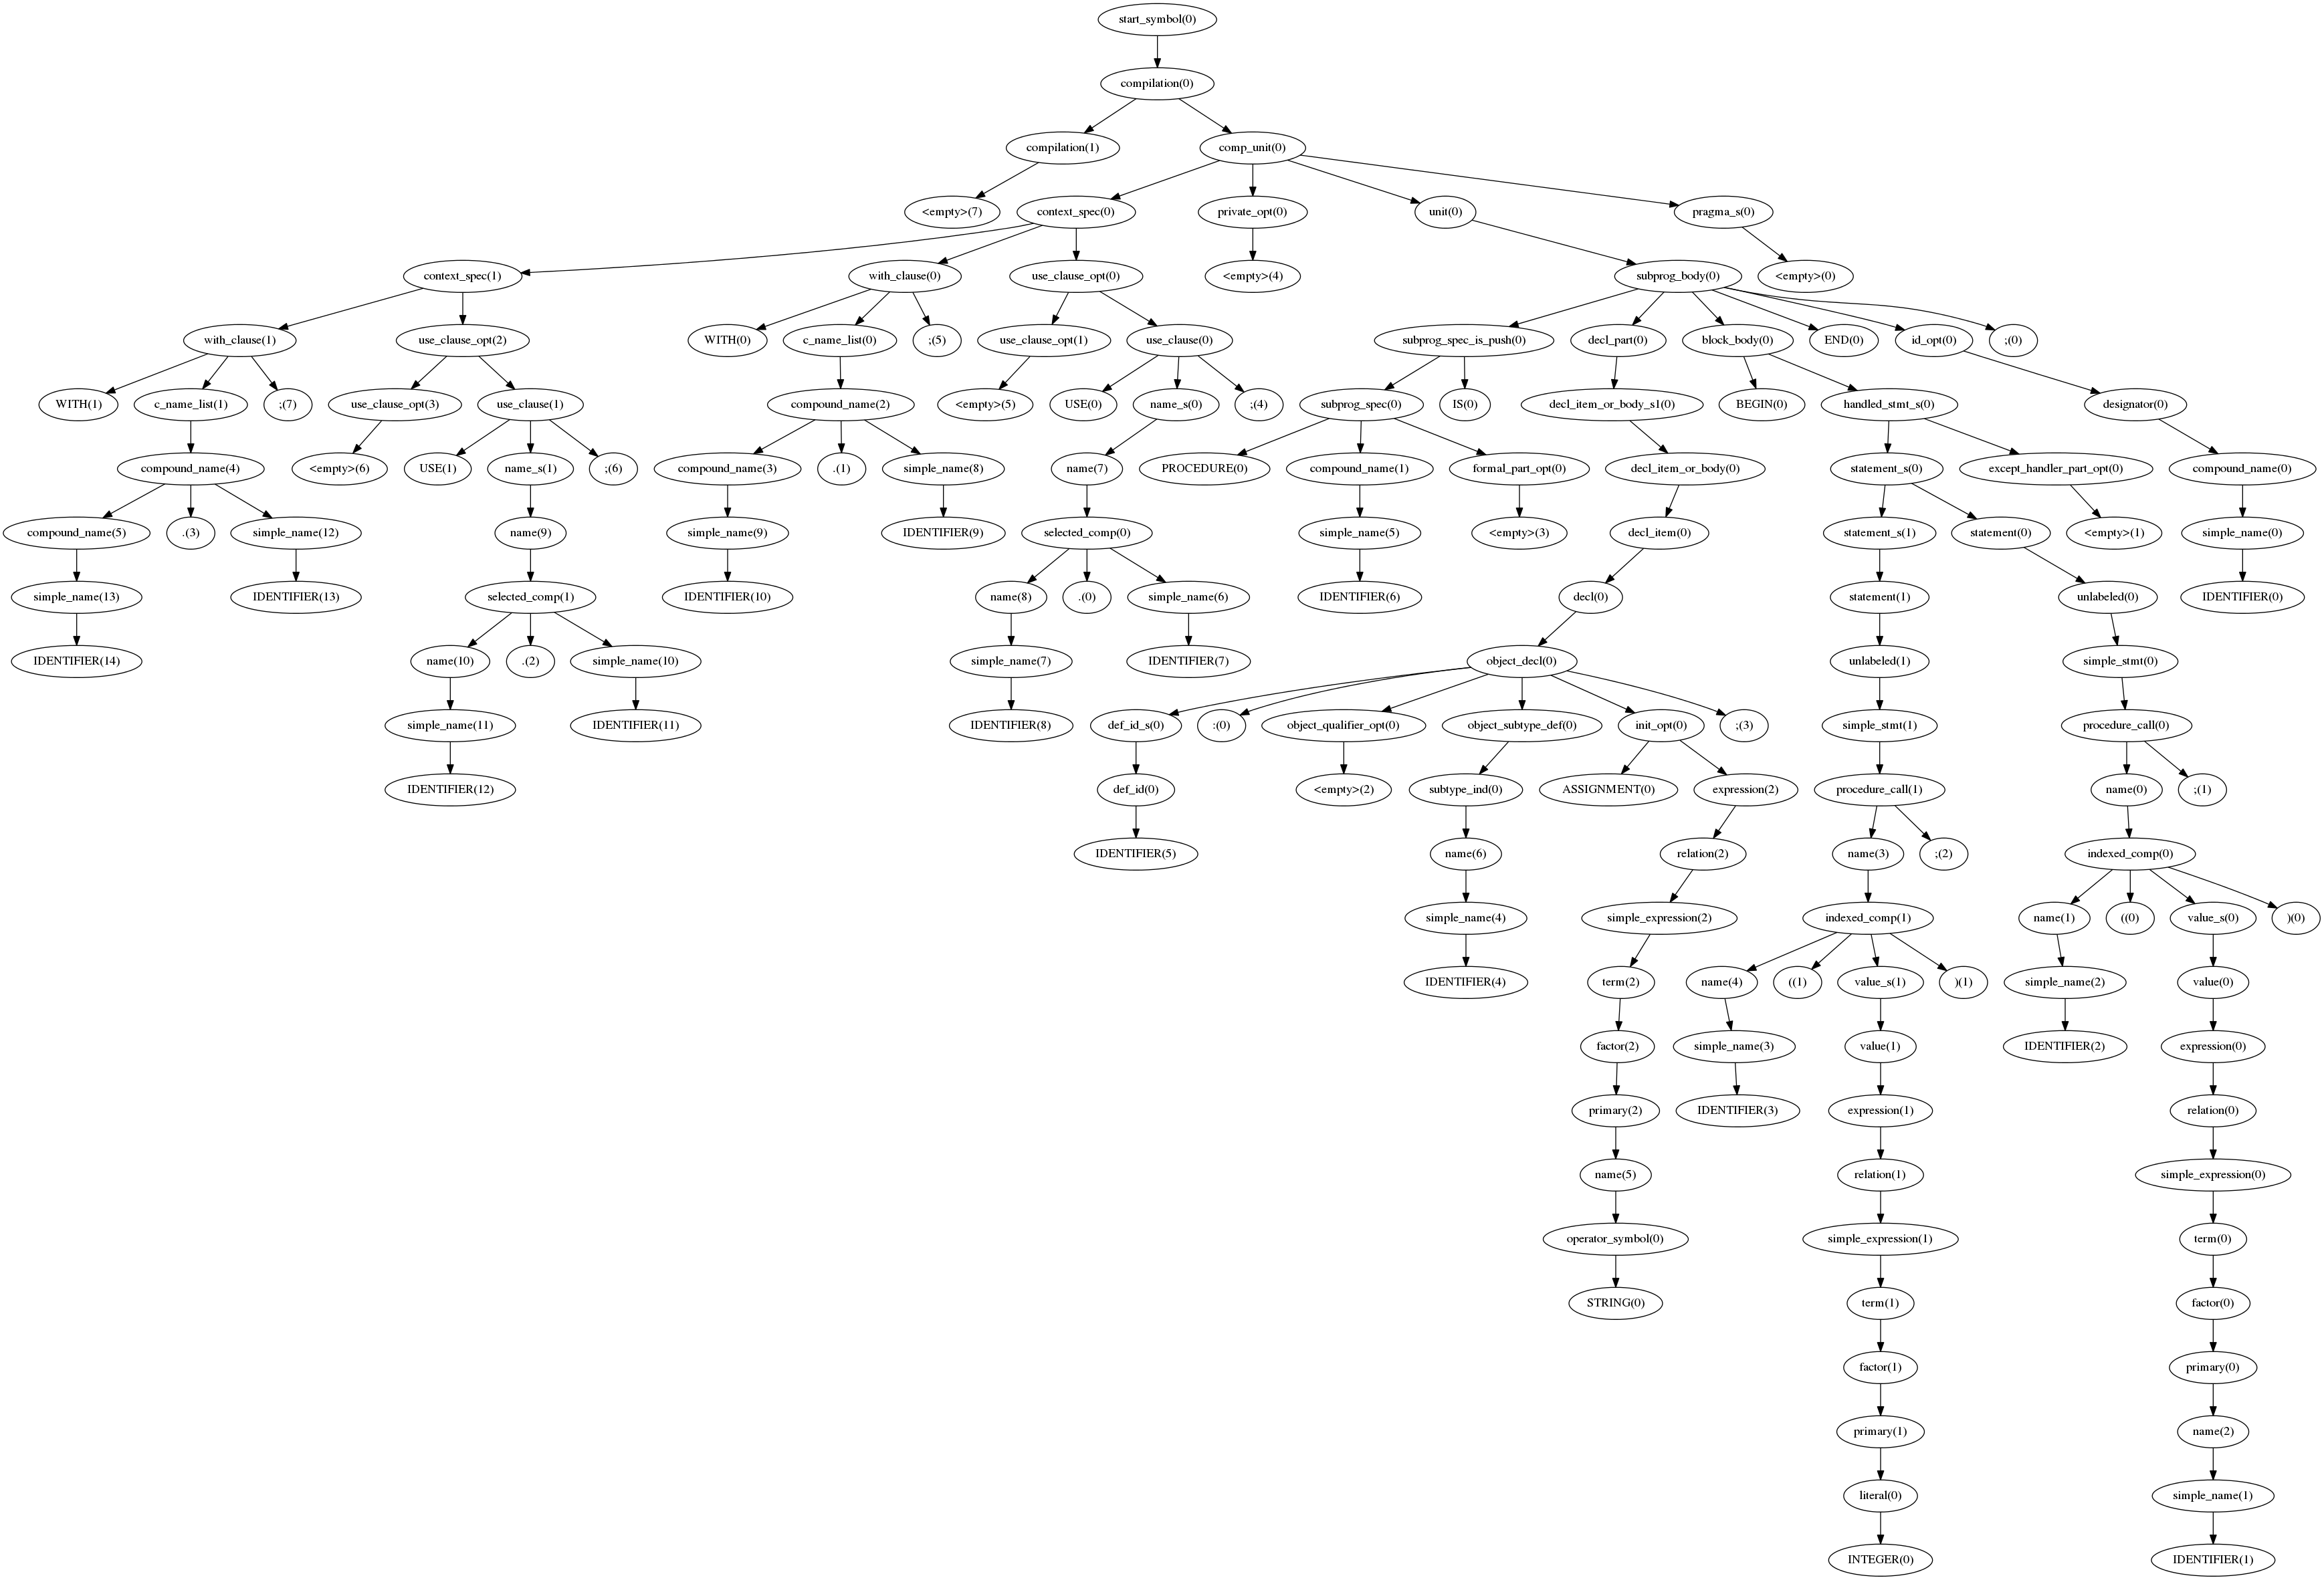 start_symbol(0)
compilation(0)
compilation(1) comp_unit(0)
<empty>(7) context_spec(0) private_opt(0) unit(0) pragma_s(0)
context_spec(1) with_clause(0) use_clause_opt(0) <empty>(4) subprog_body(0) <empty>(0)
with_clause(1) use_clause_opt(2) WITH(0) c_name_list(0) ;(5) use_clause_opt(1) use_clause(0) subprog_spec_is_push(0) decl_part(0) block_body(0) END(0) id_opt(0) ;(0)
WITH(1) c_name_list(1) ;(7) use_clause_opt(3) use_clause(1) compound_name(2) <empty>(5) USE(0) name_s(0) ;(4) subprog_spec(0) IS(0) decl_item_or_body_s1(0) BEGIN(0) handled_stmt_s(0) designator(0)
compound_name(4) <empty>(6) USE(1) name_s(1) ;(6) compound_name(3) .(1) simple_name(8) name(7) PROCEDURE(0) compound_name(1) formal_part_opt(0) decl_item_or_body(0) statement_s(0) except_handler_part_opt(0) compound_name(0)
compound_name(5) .(3) simple_name(12) name(9) simple_name(9) IDENTIFIER(9) selected_comp(0) simple_name(5) <empty>(3) decl_item(0) statement_s(1) statement(0) <empty>(1) simple_name(0)
simple_name(13) IDENTIFIER(13) selected_comp(1) IDENTIFIER(10) name(8) .(0) simple_name(6) IDENTIFIER(6) decl(0) statement(1) unlabeled(0) IDENTIFIER(0)
IDENTIFIER(14) name(10) .(2) simple_name(10) simple_name(7) IDENTIFIER(7) object_decl(0) unlabeled(1) simple_stmt(0)
simple_name(11) IDENTIFIER(11) IDENTIFIER(8) def_id_s(0) :(0) object_qualifier_opt(0) object_subtype_def(0) init_opt(0) ;(3) simple_stmt(1) procedure_call(0)
IDENTIFIER(12) def_id(0) <empty>(2) subtype_ind(0) ASSIGNMENT(0) expression(2) procedure_call(1) name(0) ;(1)
IDENTIFIER(5) name(6) relation(2) name(3) ;(2) indexed_comp(0)
simple_name(4) simple_expression(2) indexed_comp(1) name(1) ((0) value_s(0) )(0)
IDENTIFIER(4) term(2) name(4) ((1) value_s(1) )(1) simple_name(2) value(0)
factor(2) simple_name(3) value(1) IDENTIFIER(2) expression(0)
primary(2) IDENTIFIER(3) expression(1) relation(0)
name(5) relation(1) simple_expression(0)
operator_symbol(0) simple_expression(1) term(0)
STRING(0) term(1) factor(0)
factor(1) primary(0)
primary(1) name(2)
literal(0) simple_name(1)
INTEGER(0) IDENTIFIER(1)